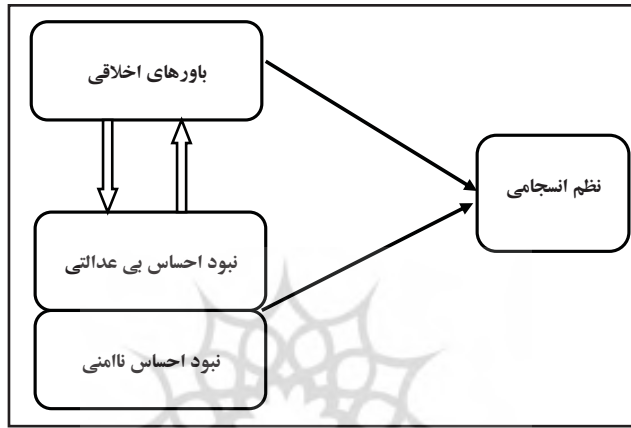 باورهای اخلاقی
نظم انسجامی
نبود احساس بی عدالتی
نبود احساس ناامنی